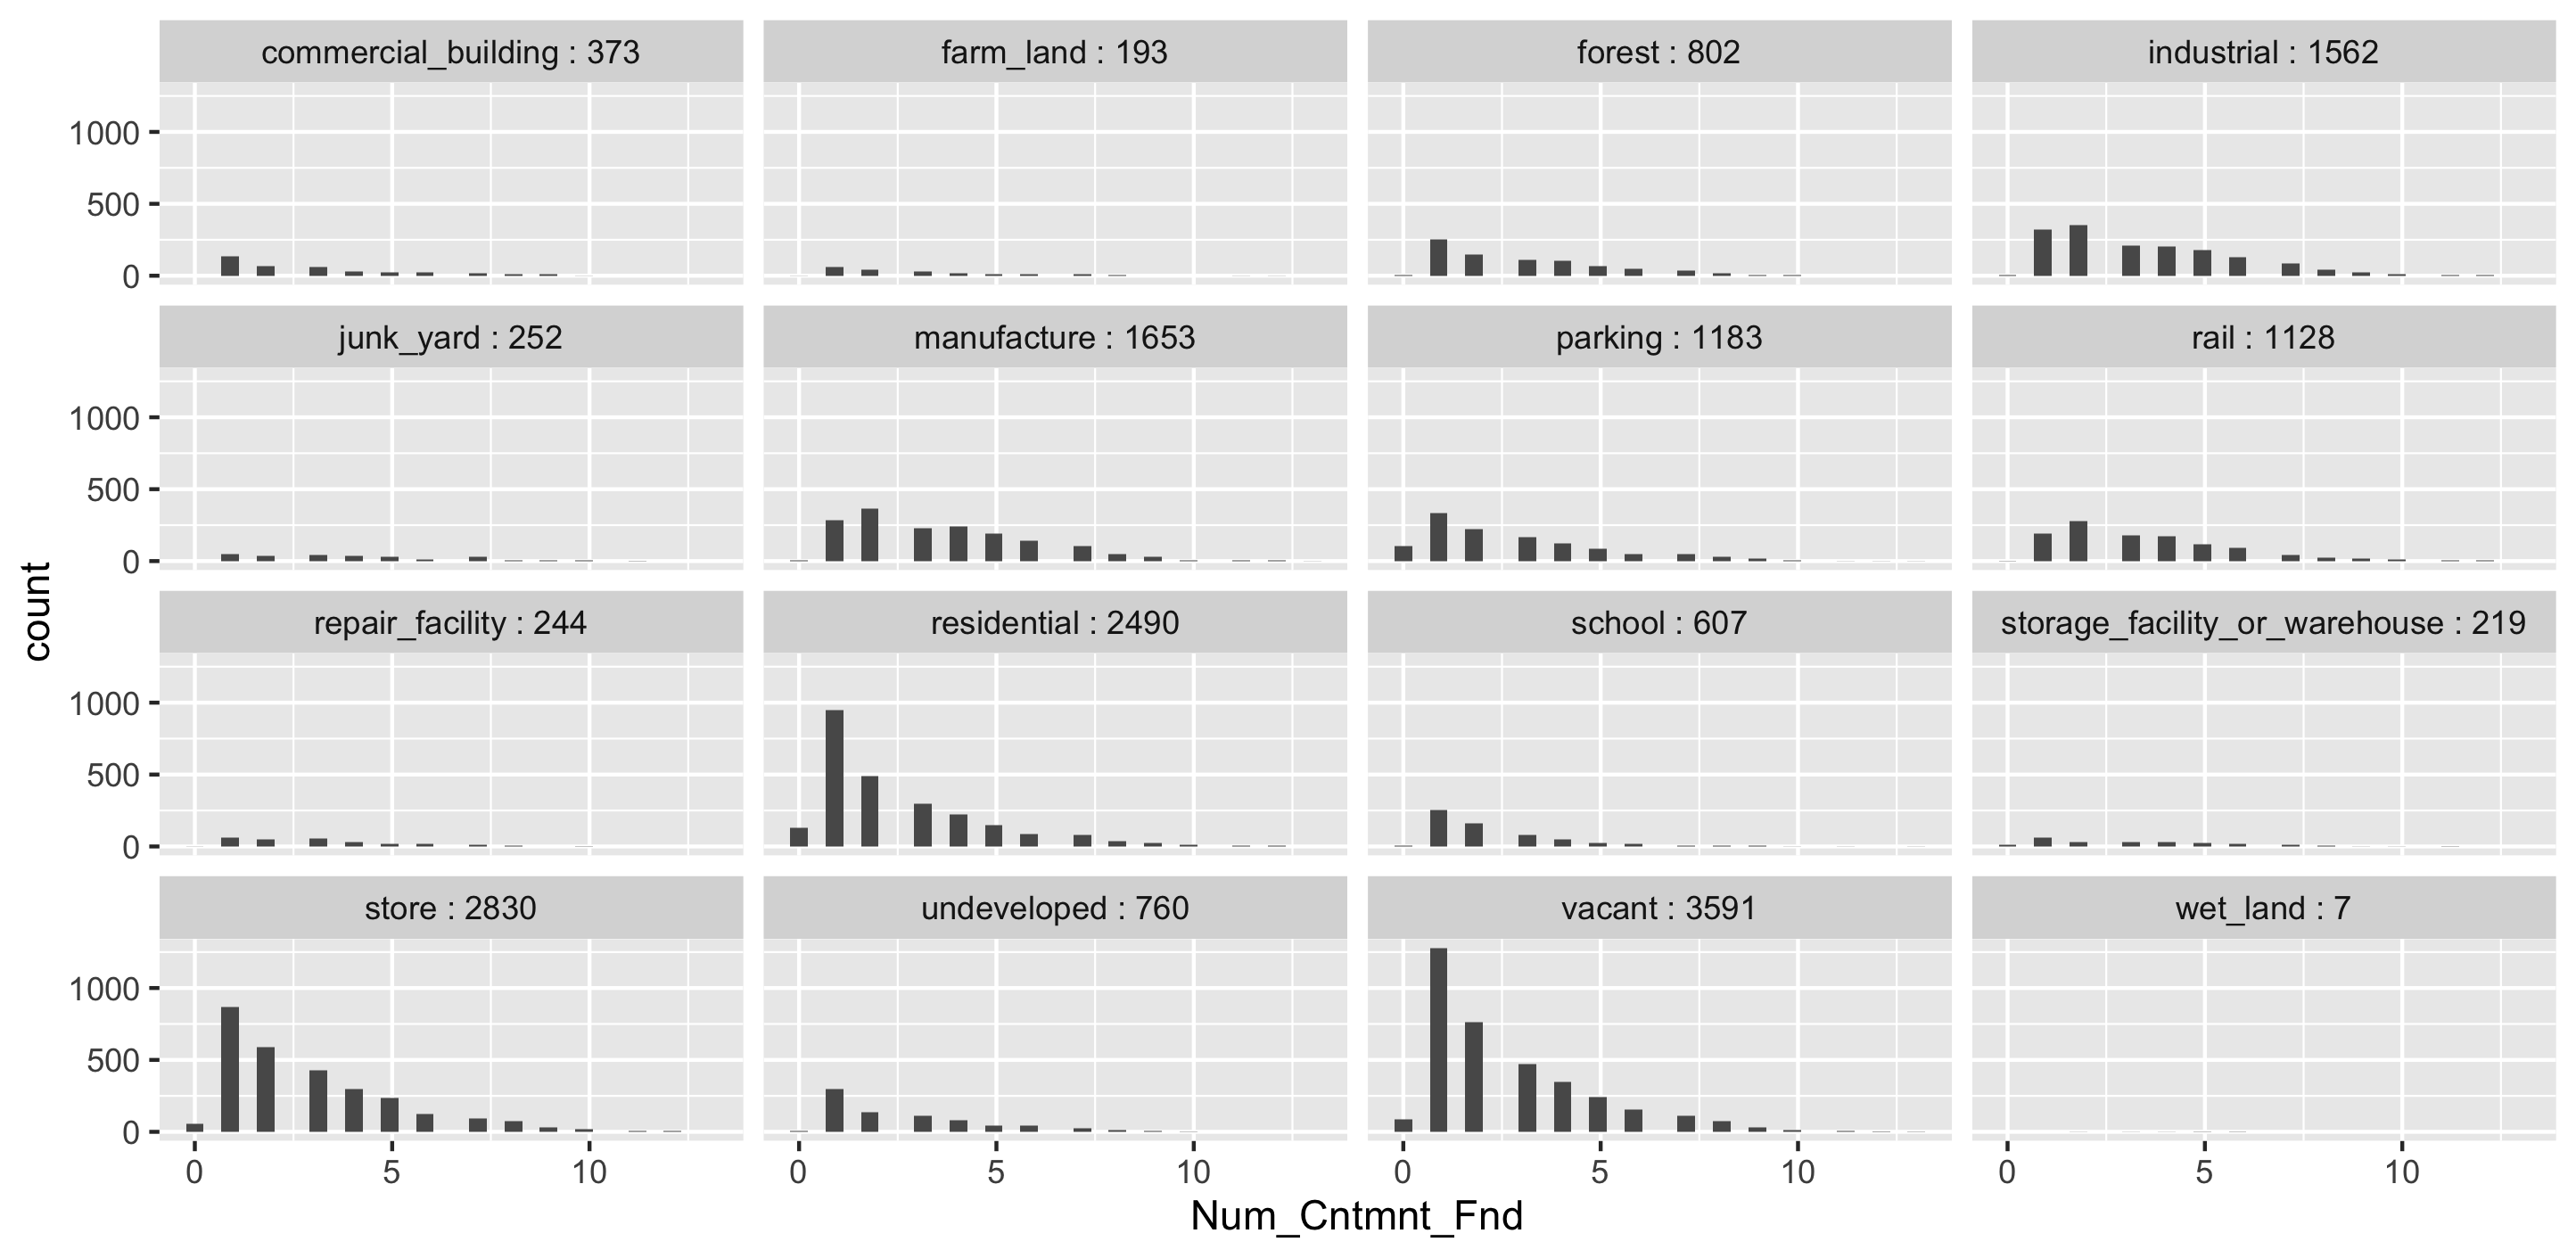 commercial_building : 373
farm_land : 193
forest : 802
industrial : 1562
1000
500
0
junk_yard : 252
manufacture : 1653
parking : 1183
rail : 1128
1000
500
0
count
repair_facility : 244
residential : 2490
school : 607
storage_facility_or_warehouse : 219
1000
500
0
store : 2830
undeveloped : 760
vacant : 3591
wet_land : 7
1000
500
0
0 5 10
0 5 10
0 5 10
0 5 10
Num_Cntmnt_Fnd